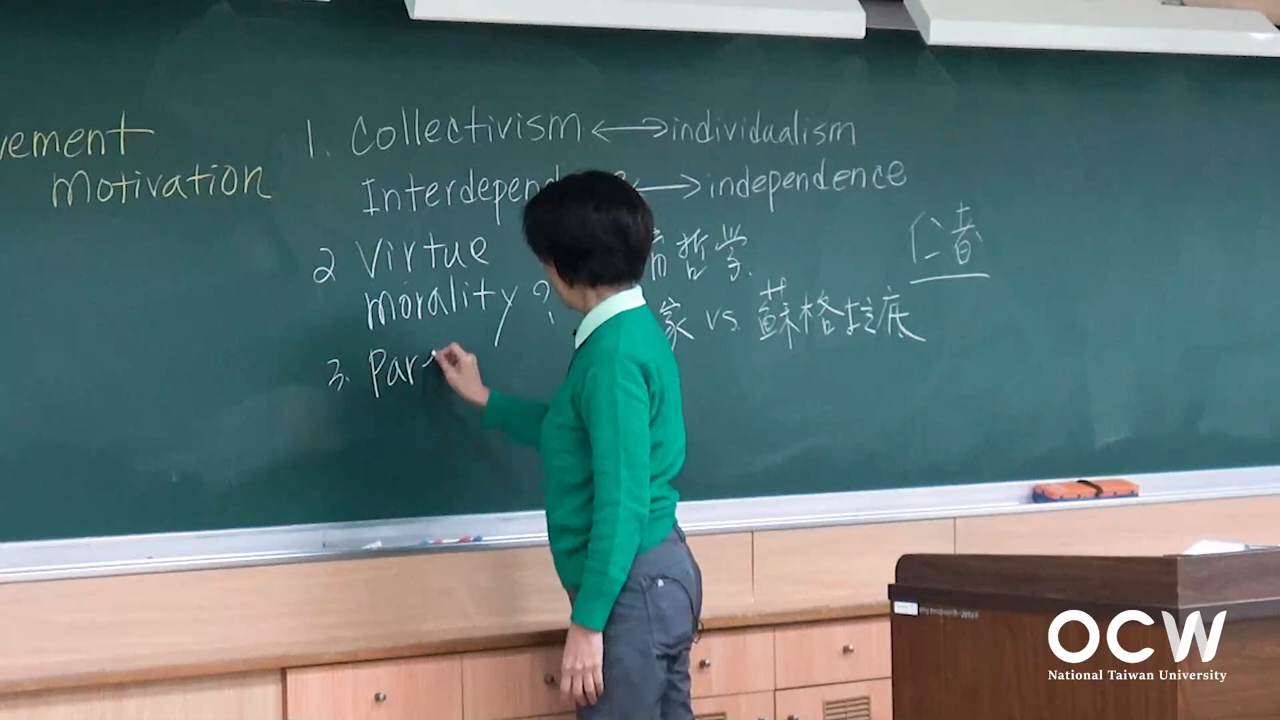 vement
motivation
1. Collectivism ↔ individualism
Interdepend ↔ independence
2 Virtue 哲学
仁者
morality ? 家 vs. 蘇格拉底
3. Par
OCW
National Taiwan University